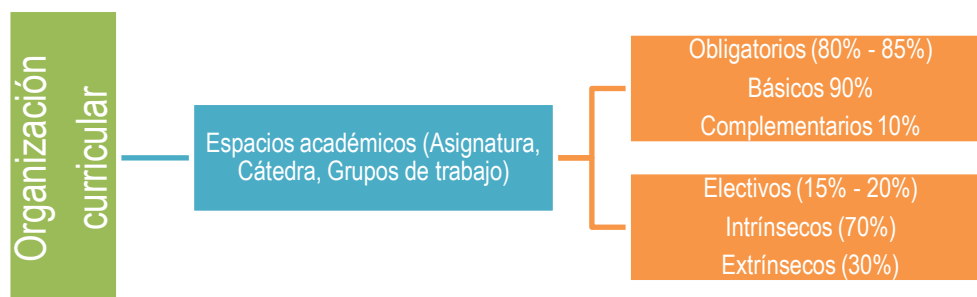 Organización
curricular
Espacios académicos (Asignatura,
Cátedra, Grupos de trabajo)
Obligatorios (80% - 85%)
Básicos 90%
Complementarios 10%
Electivos (15% - 20%)
Intrínsecos (70%)
Extrínsecos (30%)